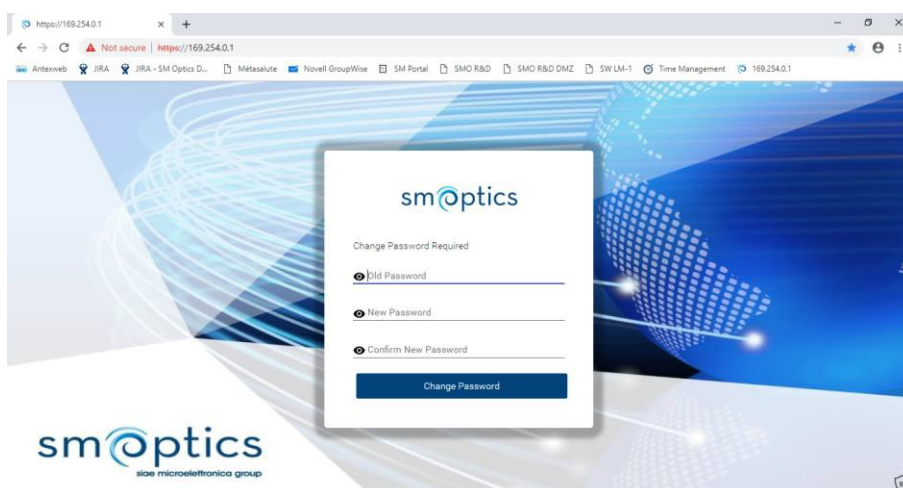 https://169.254.0.1
Not secure | https://169.254.0.1
Antexweb JIRA JIRA - SM Optics D... Metasalute Novell GroupWise SM Portal SMO R&D SMO R&D DMZ SW LM-1 Time Management 169.254.0.1
smoptics
Change Password Required
Old Password
New Password
Confirm New Password
Change Password
smoptics
siae microelettronica group